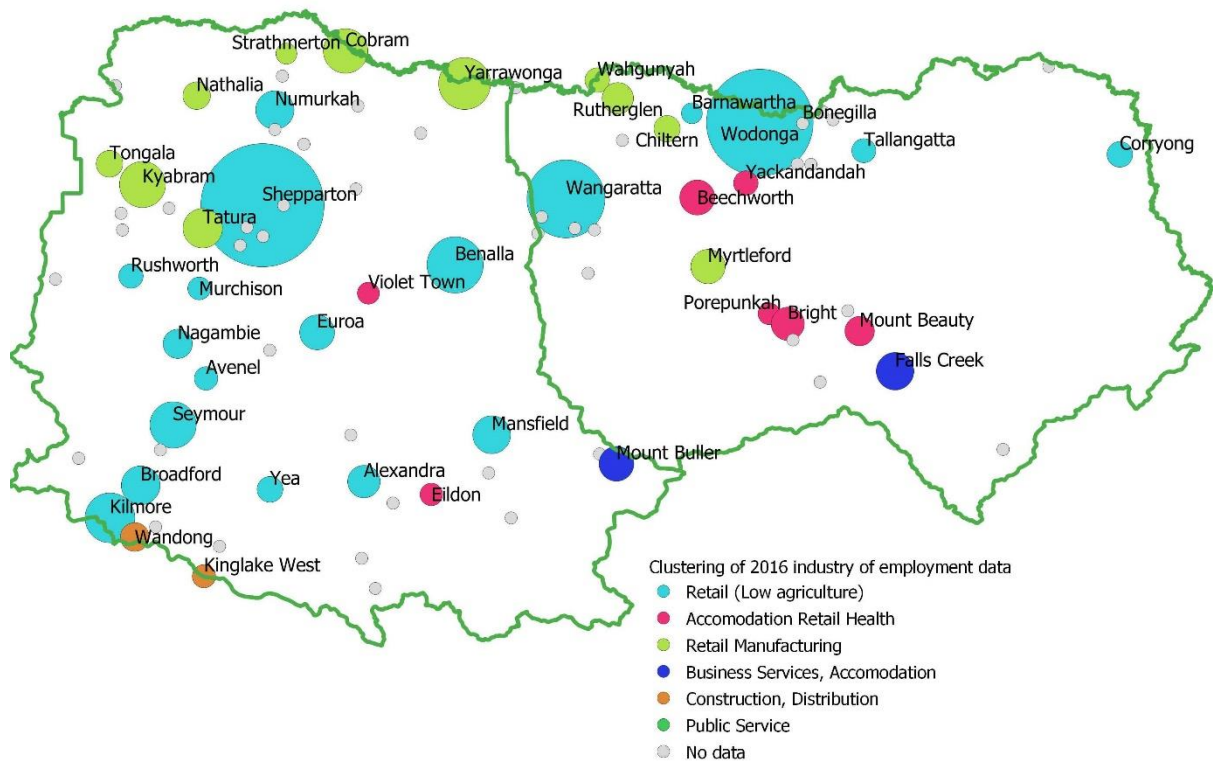 Strathmerton
Cobram
Yarrawonga
Wahgunyah
Nathalia
Numurkah
Rutherglen
Barnawartha
Bonegilla
Chiltern
Wodonga
Tallangatta
Corryong
Tongala
Kyabram
Shepparton
Wangaratta
Yackandandah
Beechworth
Tatura
Benalla
Myrtleford
Rushworth
Murchison
Violet Town
Porepunkah
Bright
Mount Beauty
Nagambie
Euroa
Avenel
Falls Creek
Seymour
Mansfield
Mount Buller
Broadford
Yea
Alexandra
Eildon
Kilmore
Wandong
Kinglake West
Clustering of 2016 industry of employment data
Retail (Low agriculture)
Accomodation Retail Health
Retail Manufacturing
Business Services, Accomodation
Construction, Distribution
Public Service
No data